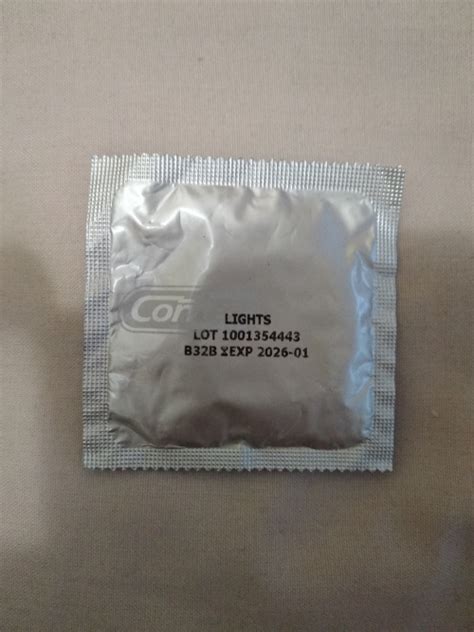 Con
LIGHTS
LOT 1001354443
B32B ⧖EXP 2026-01